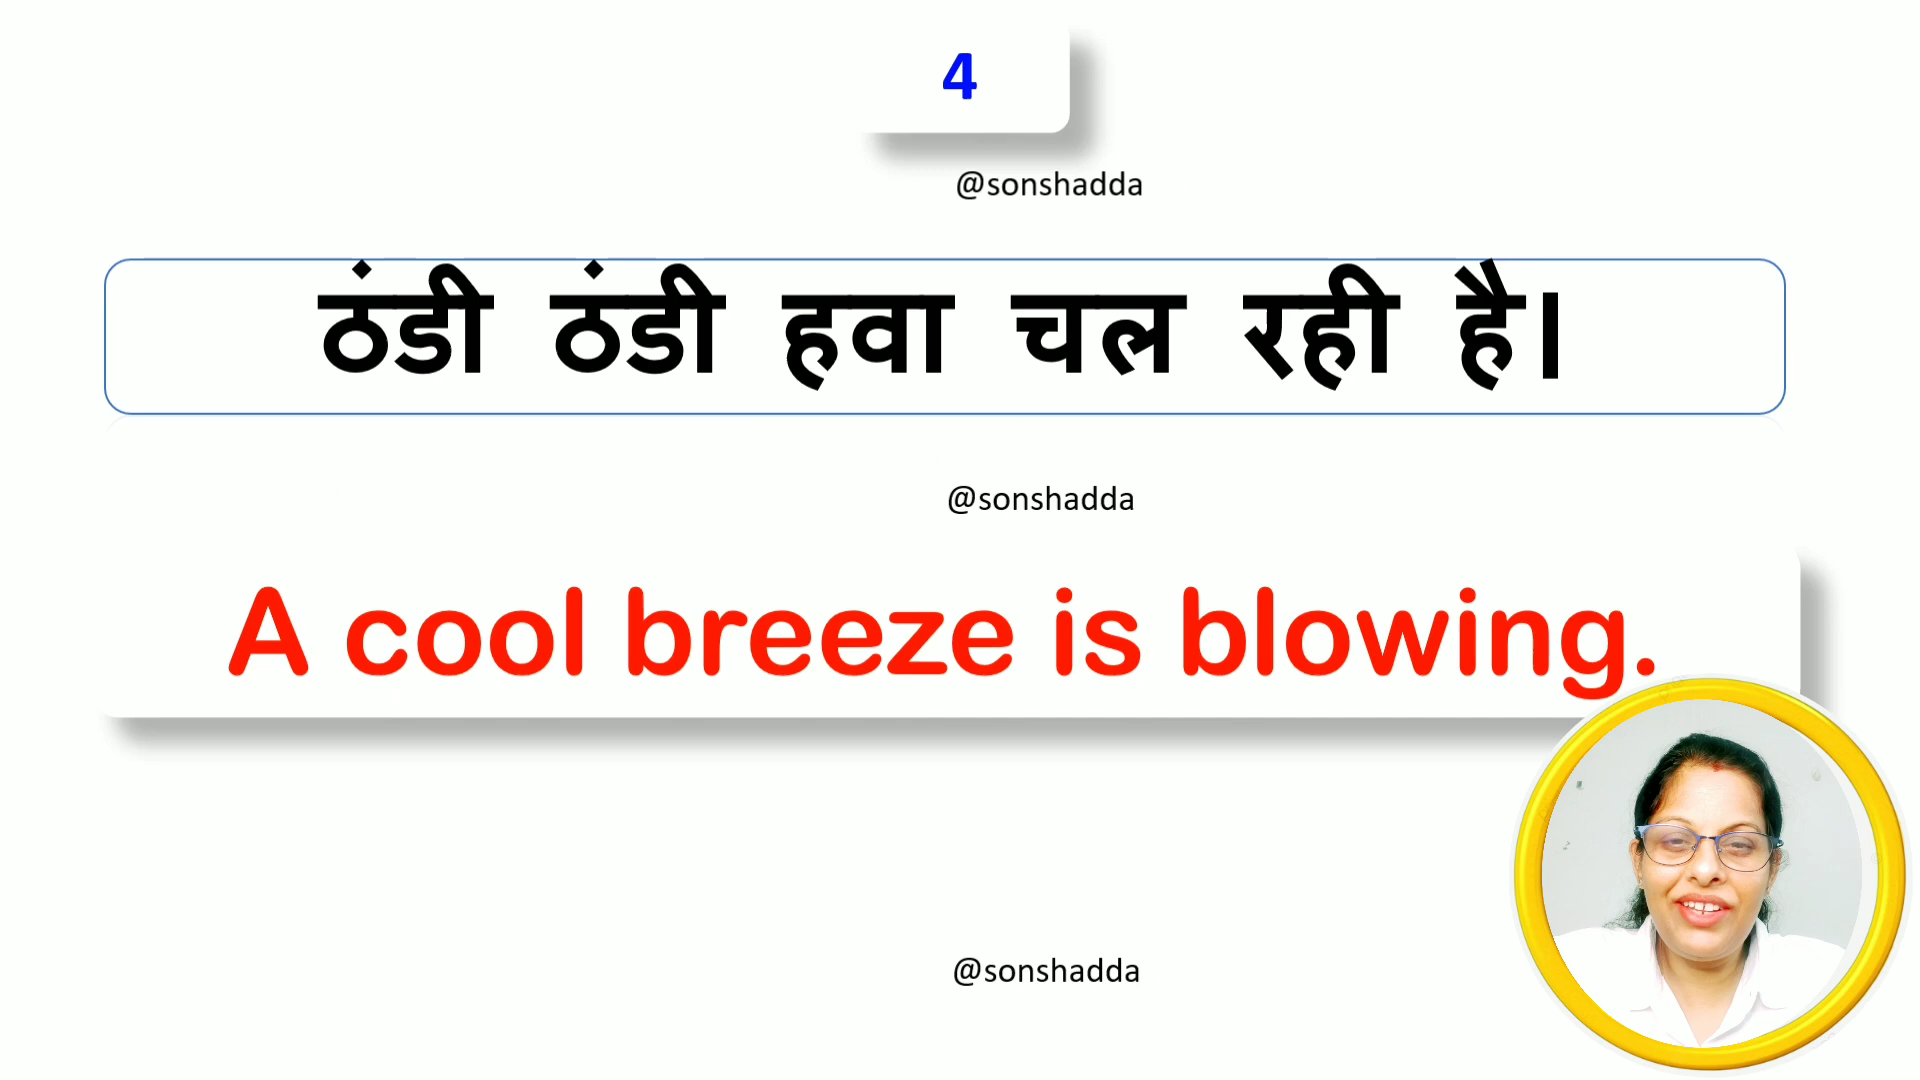 4
@sonshadda
ठंडी ठंडी हवा चल रही है।
@sonshadda
A cool breeze is blowing.
@sonshadda